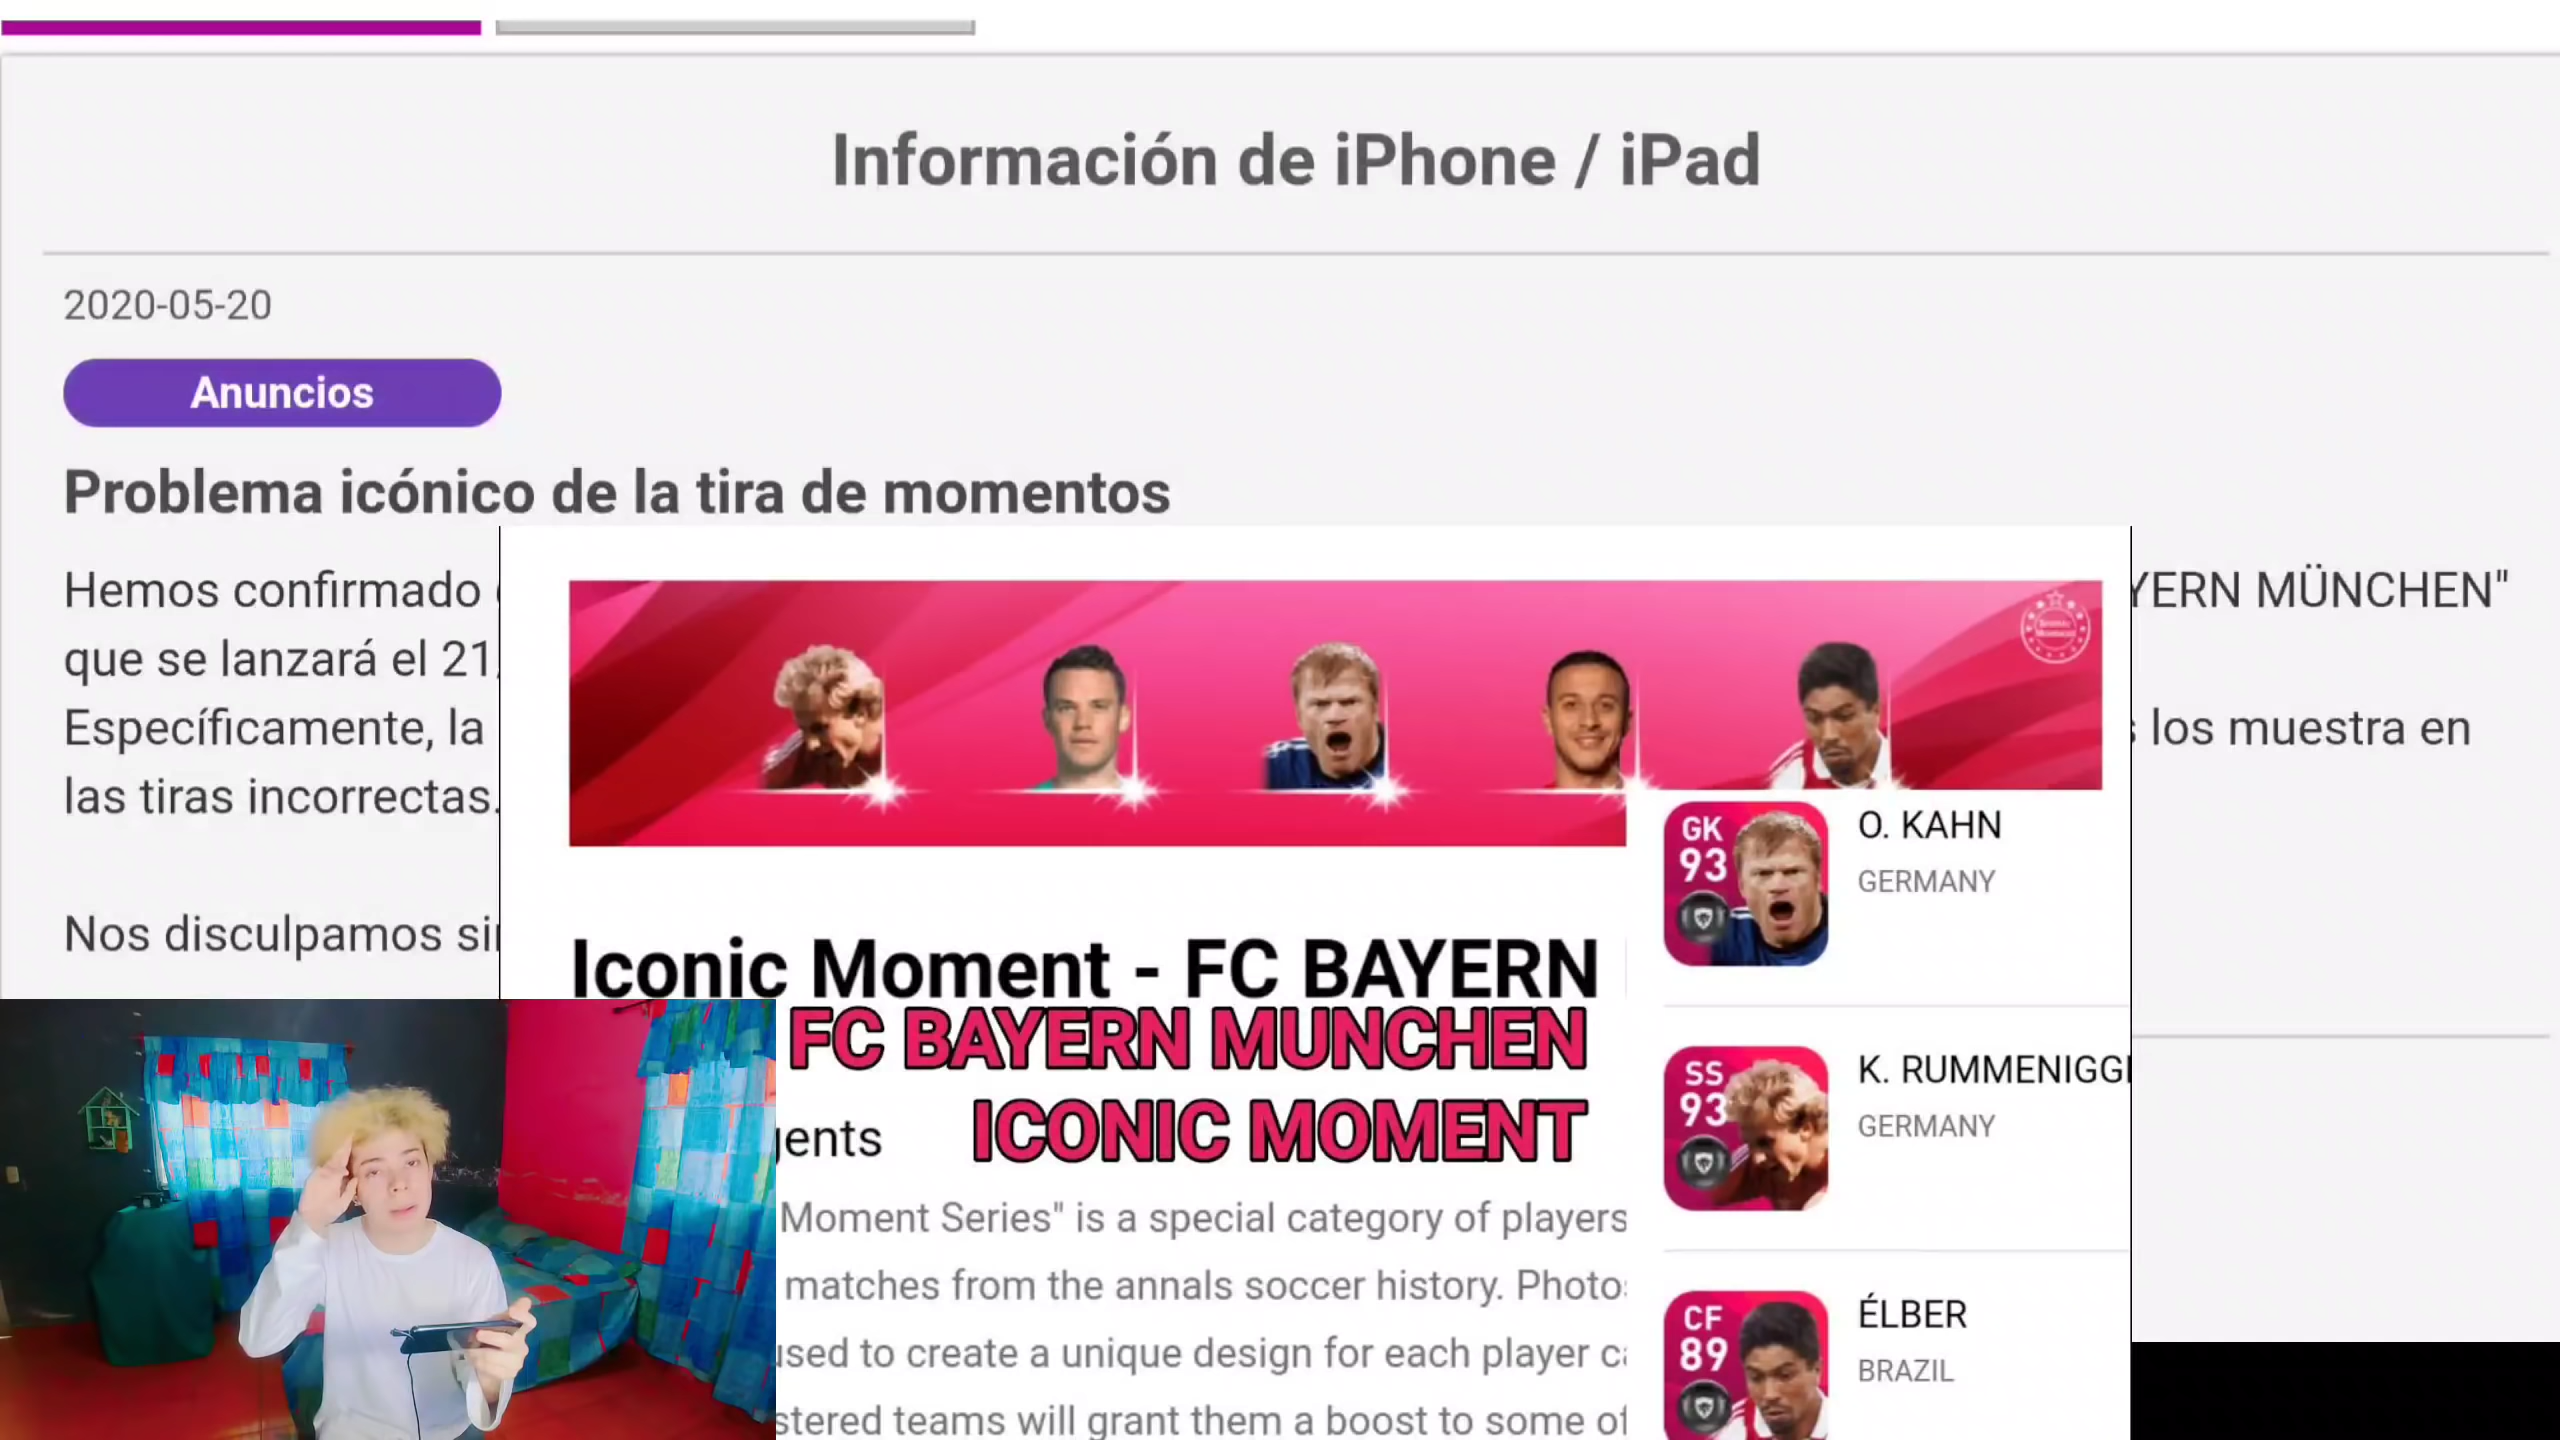 Información de iPhone / iPad
2020-05-20
Anuncios
Problema icónico de la tira de momentos
Hemos confirmado
YERN MÜNCHEN"
que se lanzará el 21,
Específicamente, la
los muestra en
las tiras incorrectas.
Nos disculpamos
Iconic Moment - FC BAYERN
FC BAYERN MUNCHEN
ICONIC MOMENT
gents
Moment Series" is a special category of players
matches from the annals soccer history. Photo
used to create a unique design for each player
stered teams will grant them a boost to some of
GK
93
O. KAHN
GERMANY
SS
93
K. RUMMENIGG
GERMANY
CF
89
ÉLBER
BRAZIL